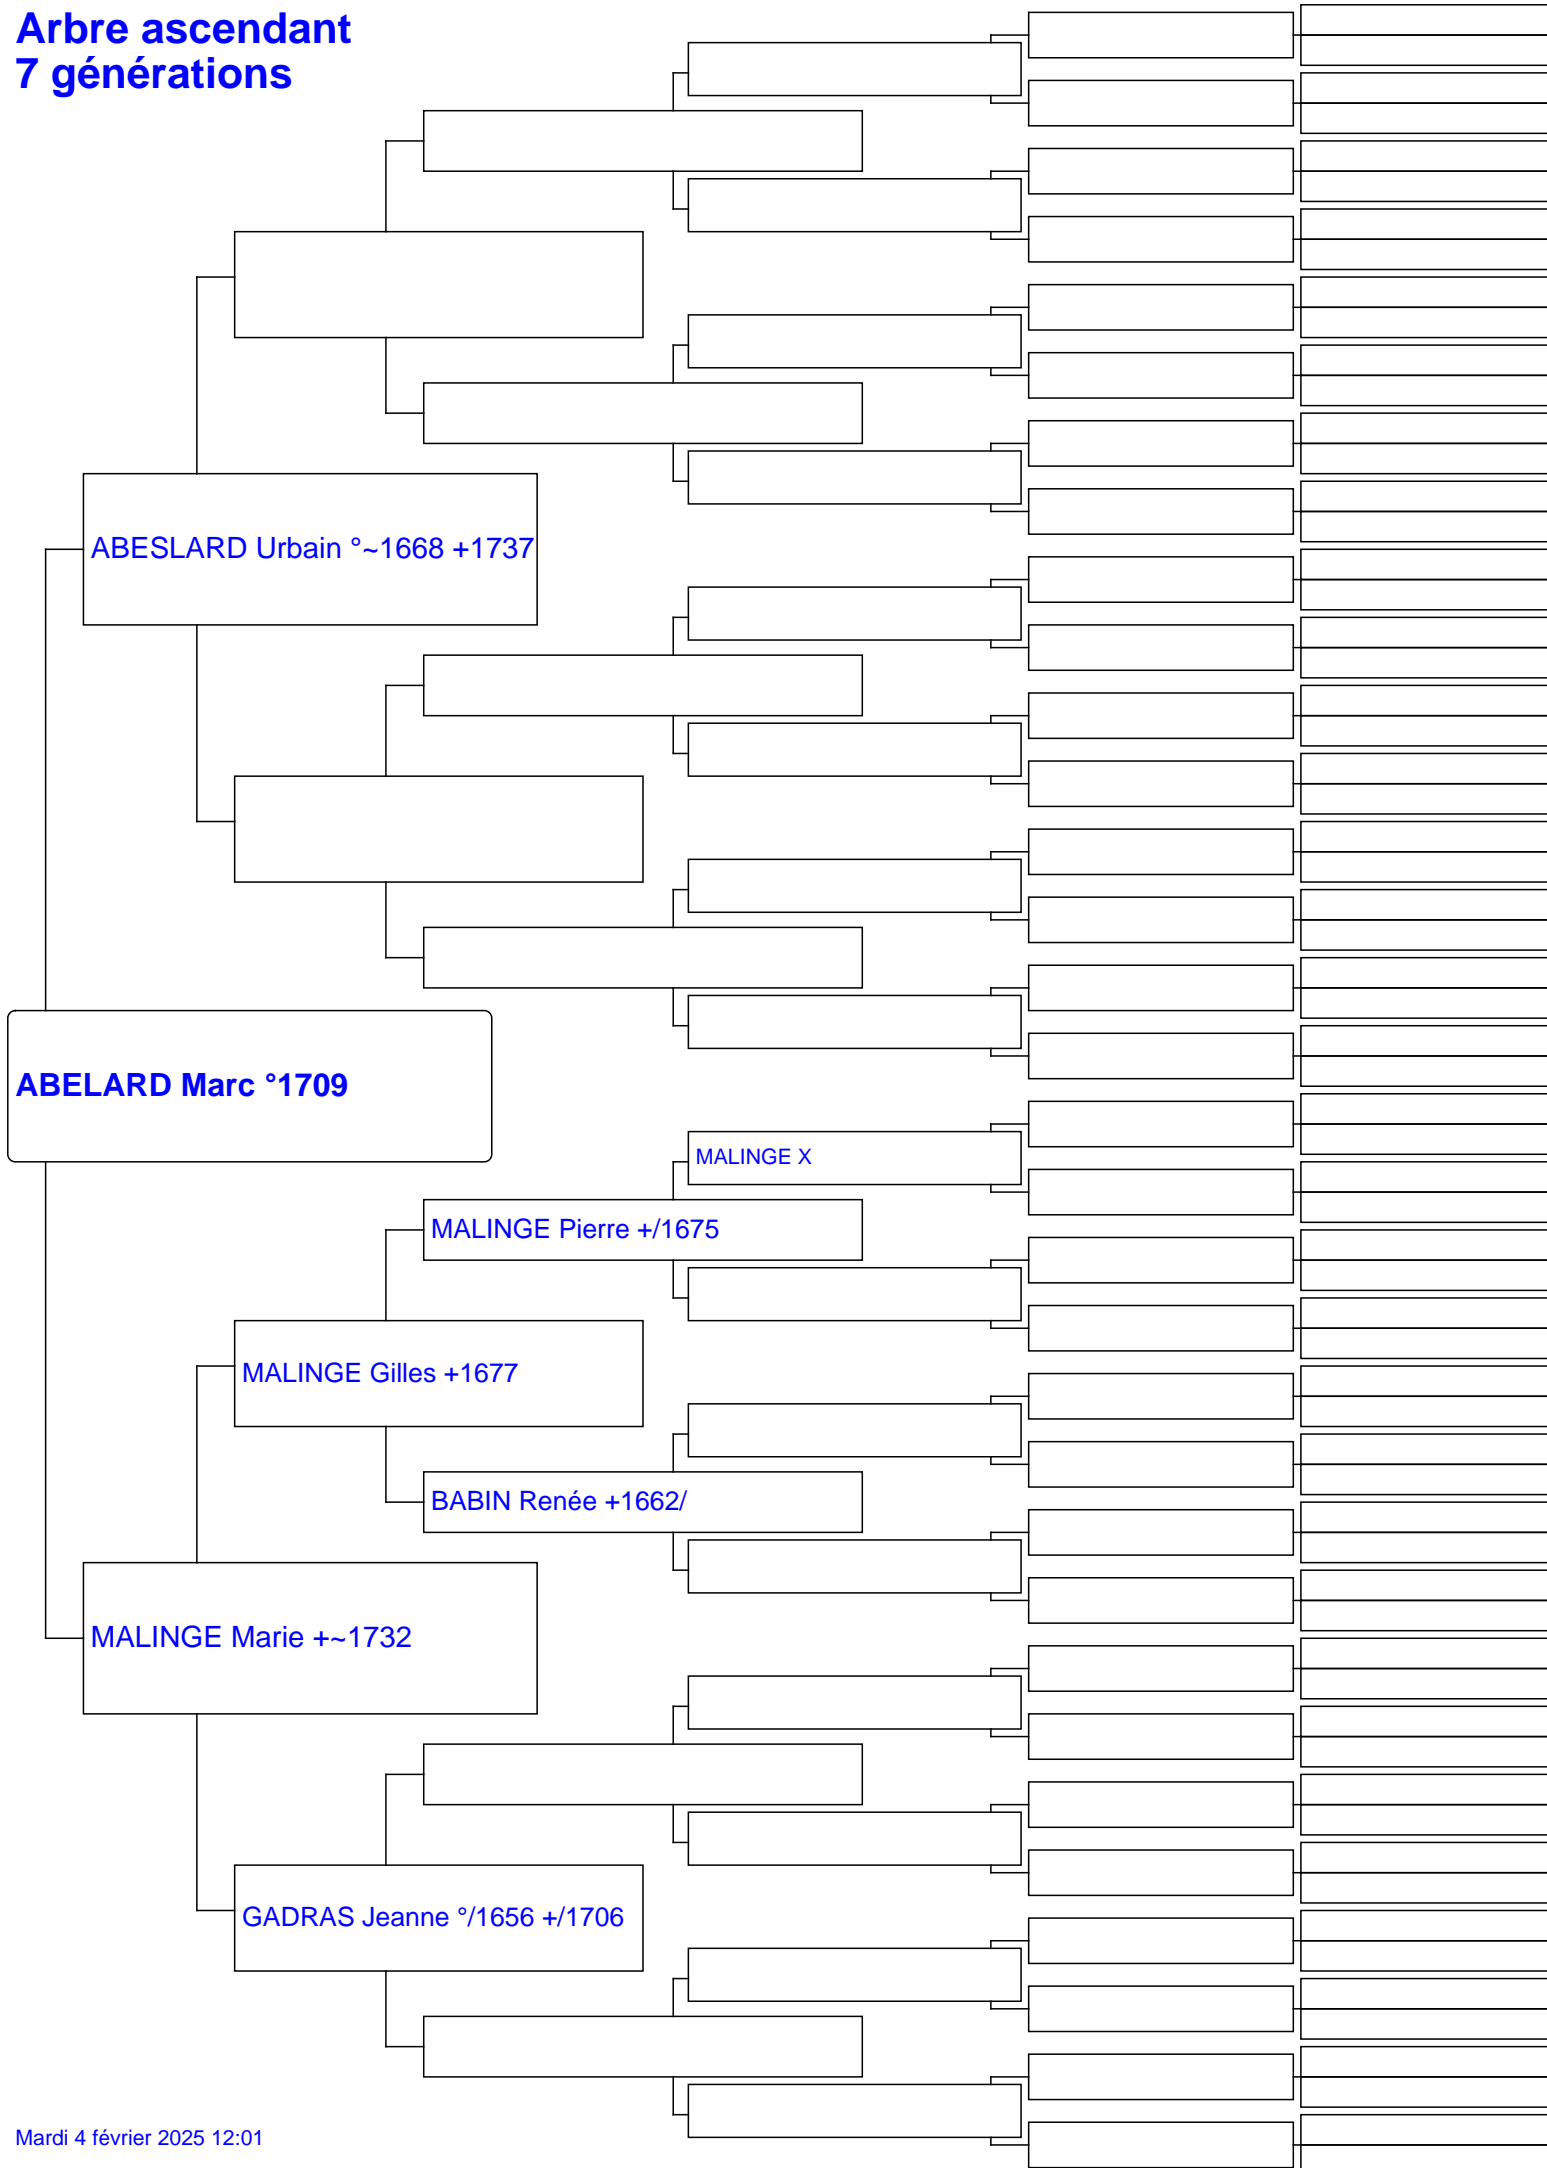 Arbre ascendant
7 générations
ABESLARD Urbain °~1668 +1737
ABELARD Marc °1709
MALINGE X
MALINGE Pierre +/1675
MALINGE Gilles +1677
BABIN Renée +1662/
MALINGE Marie +~1732
GADRAS Jeanne °/1656 +/1706
Mardi 4 février 2025 12:01